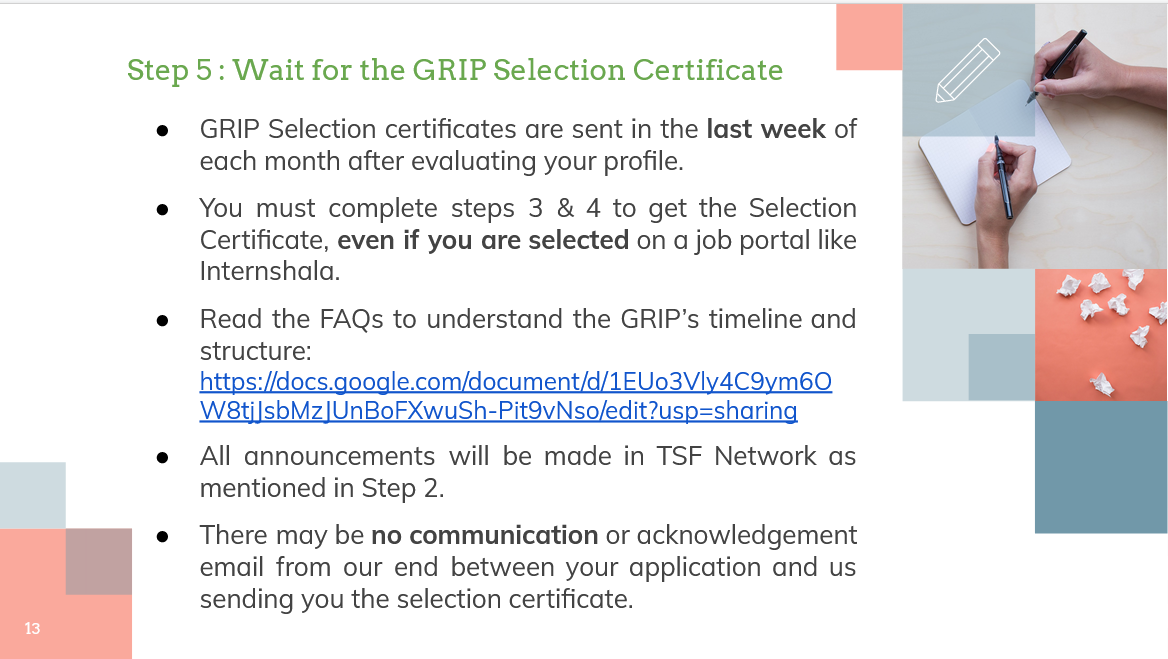 Step 5 : Wait for the GRIP Selection Certificate
● GRIP Selection certificates are sent in the last week of
each month after evaluating your profile.
● You must complete steps 3 & 4 to get the Selection
Certificate, even if you are selected on a job portal like
Internshala.
● Read the FAQs to understand the GRIP’s timeline and
structure:
https://docs.google.com/document/d/1EUo3Vly4C9ym6O
W8tjJsbMzJUnBoFXwuSh-Pit9vNso/edit?usp=sharing
● All announcements will be made in TSF Network as
mentioned in Step 2.
● There may be no communication or acknowledgement
email from our end between your application and us
sending you the selection certificate.
13